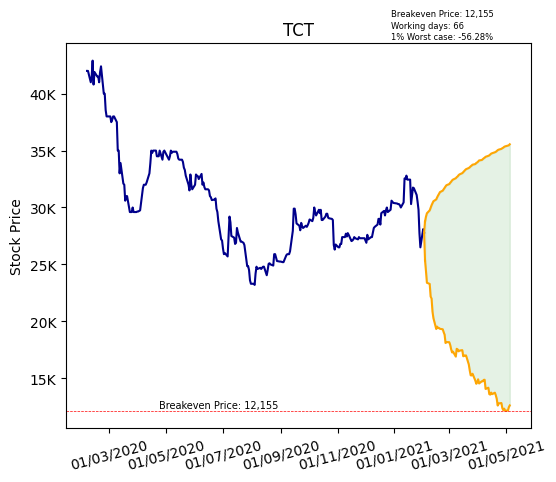 Breakeven Price: 12,155
Working days: 66
1% Worst case: -56.28%
TCT
Stock Price
40K
35K
30K
25K
20K
15K
Breakeven Price: 12,155
01/03/2020 01/05/2020 01/07/2020 01/09/2020 01/11/2020 01/01/2021 01/03/2021 01/05/2021